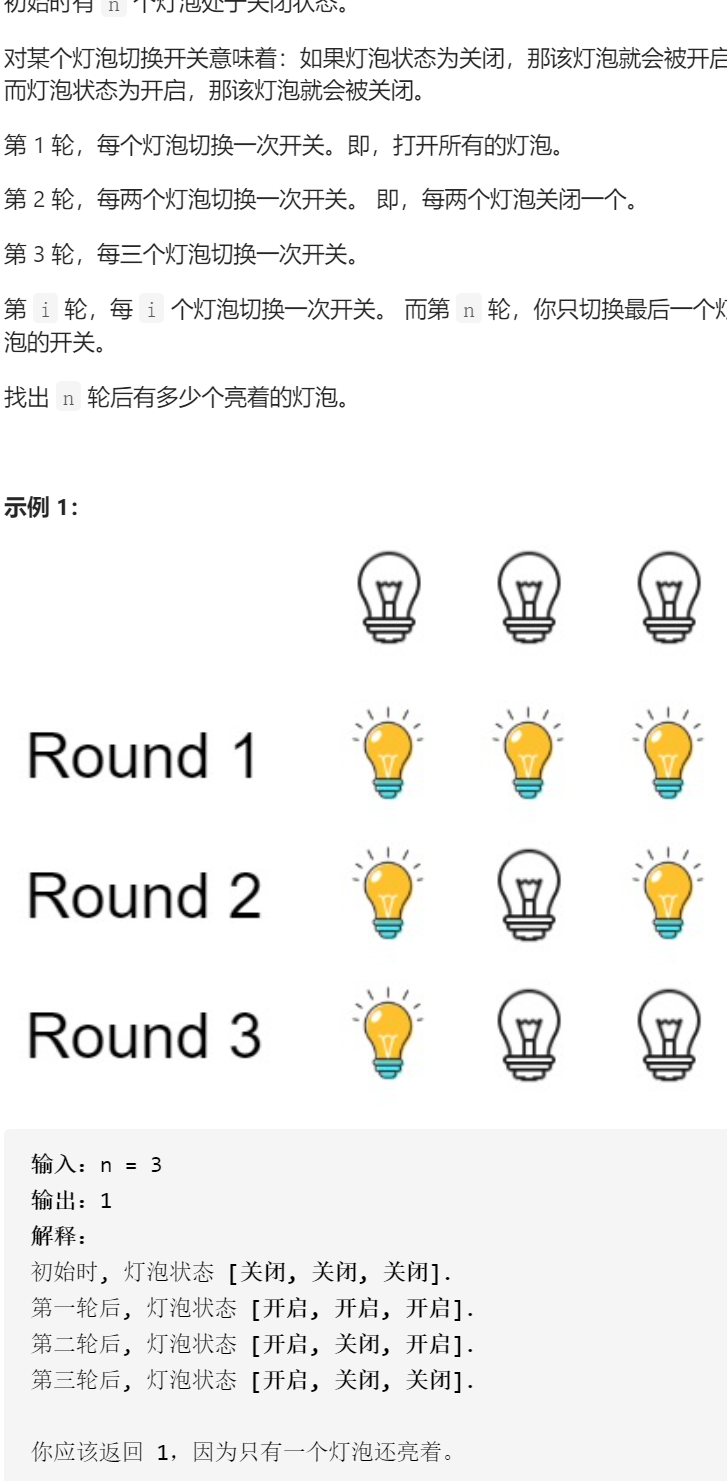 初始时有 n 个灯泡处于关闭状态。
对某个灯泡切换开关意味着：如果灯泡状态为关闭，那该灯泡就会被开启
而灯泡状态为开启，那该灯泡就会被关闭。
第 1 轮，每个灯泡切换一次开关。即，打开所有的灯泡。
第 2 轮，每两个灯泡切换一次开关。 即，每两个灯泡关闭一个。
第 3 轮，每三个灯泡切换一次开关。
第 i 轮，每 i 个灯泡切换一次开关。 而第 n 轮，你只切换最后一个灯
泡的开关。
找出 n 轮后有多少个亮着的灯泡。
示例 1：
Round 1
Round 2
Round 3
输入：n = 3
输出：1
解释：
初始时, 灯泡状态 [关闭, 关闭, 关闭].
第一轮后, 灯泡状态 [开启, 开启, 开启].
第二轮后, 灯泡状态 [开启, 关闭, 开启].
第三轮后, 灯泡状态 [开启, 关闭, 关闭].
你应该返回 1，因为只有一个灯泡还亮着。